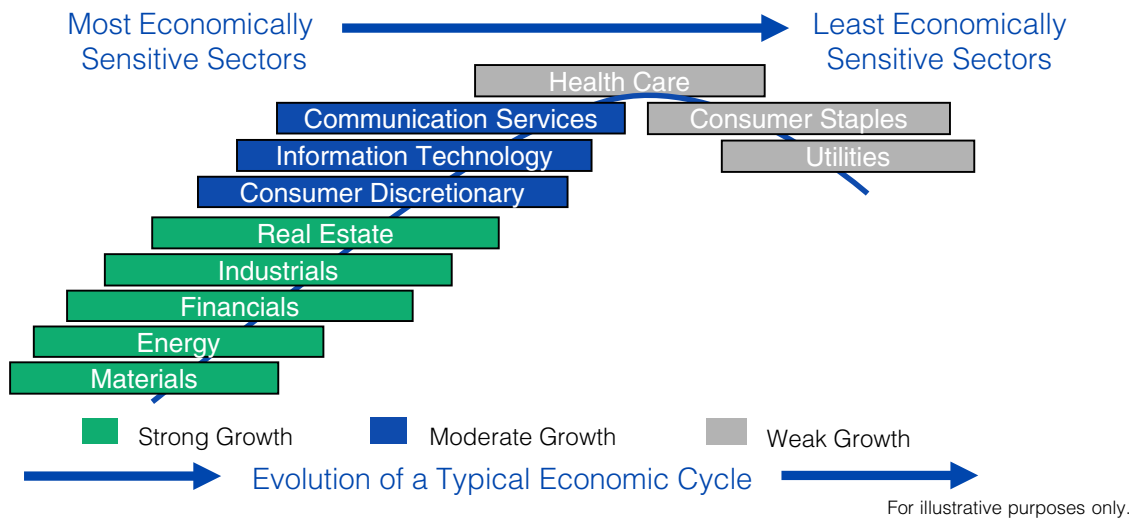 Most Economically
Sensitive Sectors
Least Economically
Sensitive Sectors
Health Care
Communication Services
Consumer Staples
Information Technology
Utilities
Consumer Discretionary
Real Estate
Industrials
Financials
Energy
Materials
Strong Growth
Moderate Growth
Weak Growth
Evolution of a Typical Economic Cycle
For illustrative purposes only.